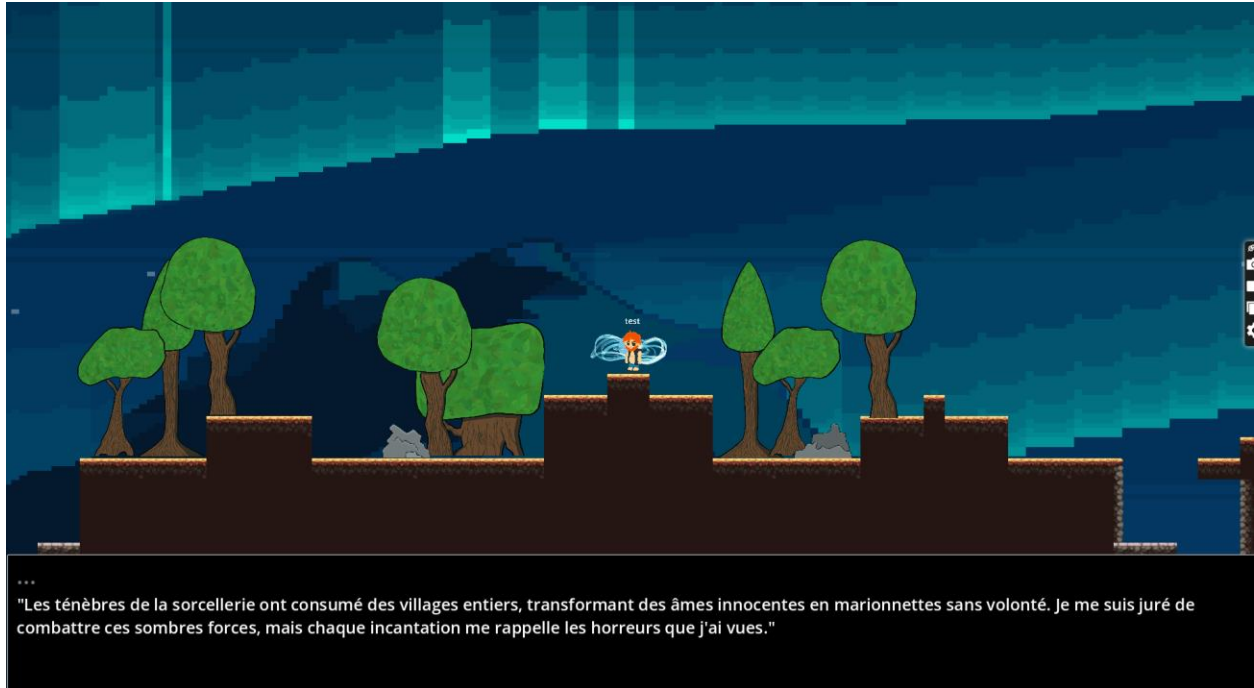 test
...
"Les ténèbres de la sorcellerie ont consumé des villages entiers, transformant des âmes innocentes en marionnettes sans volonté. Je me suis juré de
combattre ces sombres forces, mais chaque incantation me rappelle les horreurs que j'ai vues."